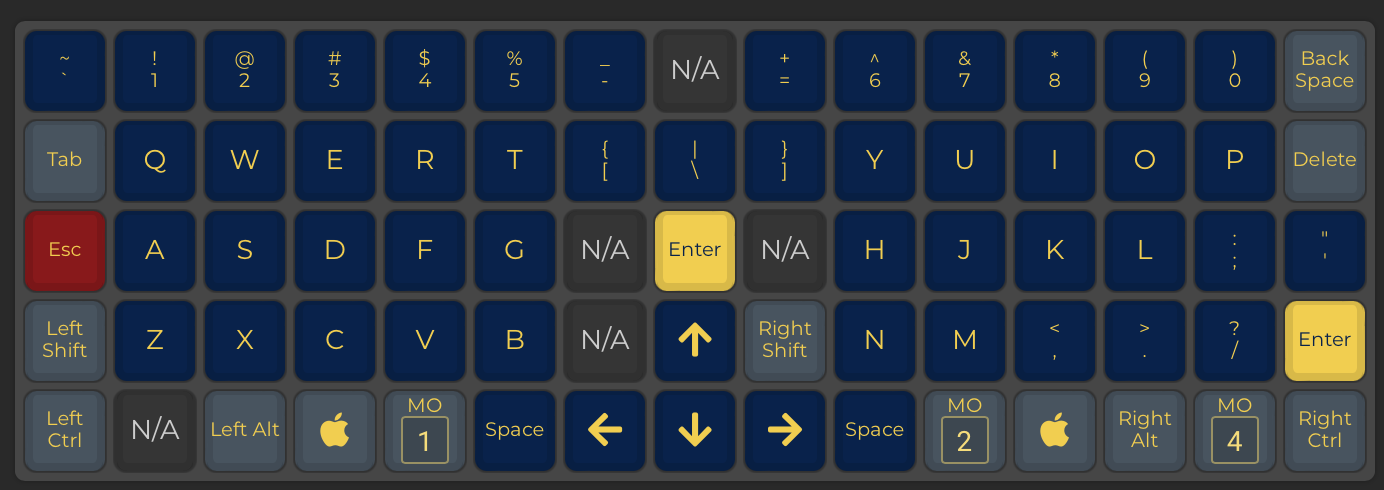 ~ ! @ # $ % _ N/A + ^ & * ( ) Back
` 1 2 3 4 5 - = 6 7 8 9 0 Space
Tab Q W E R T { | } Y U I O P Delete
[ \ ]
Esc A S D F G N/A Enter N/A H J K L : "
; '
Left Z X C V B N/A Right N M < > ? Enter
Shift Shift , . /
Left N/A Left Alt MO Space Space MO Right MO Right
Ctrl 1 2 Alt 4 Ctrl